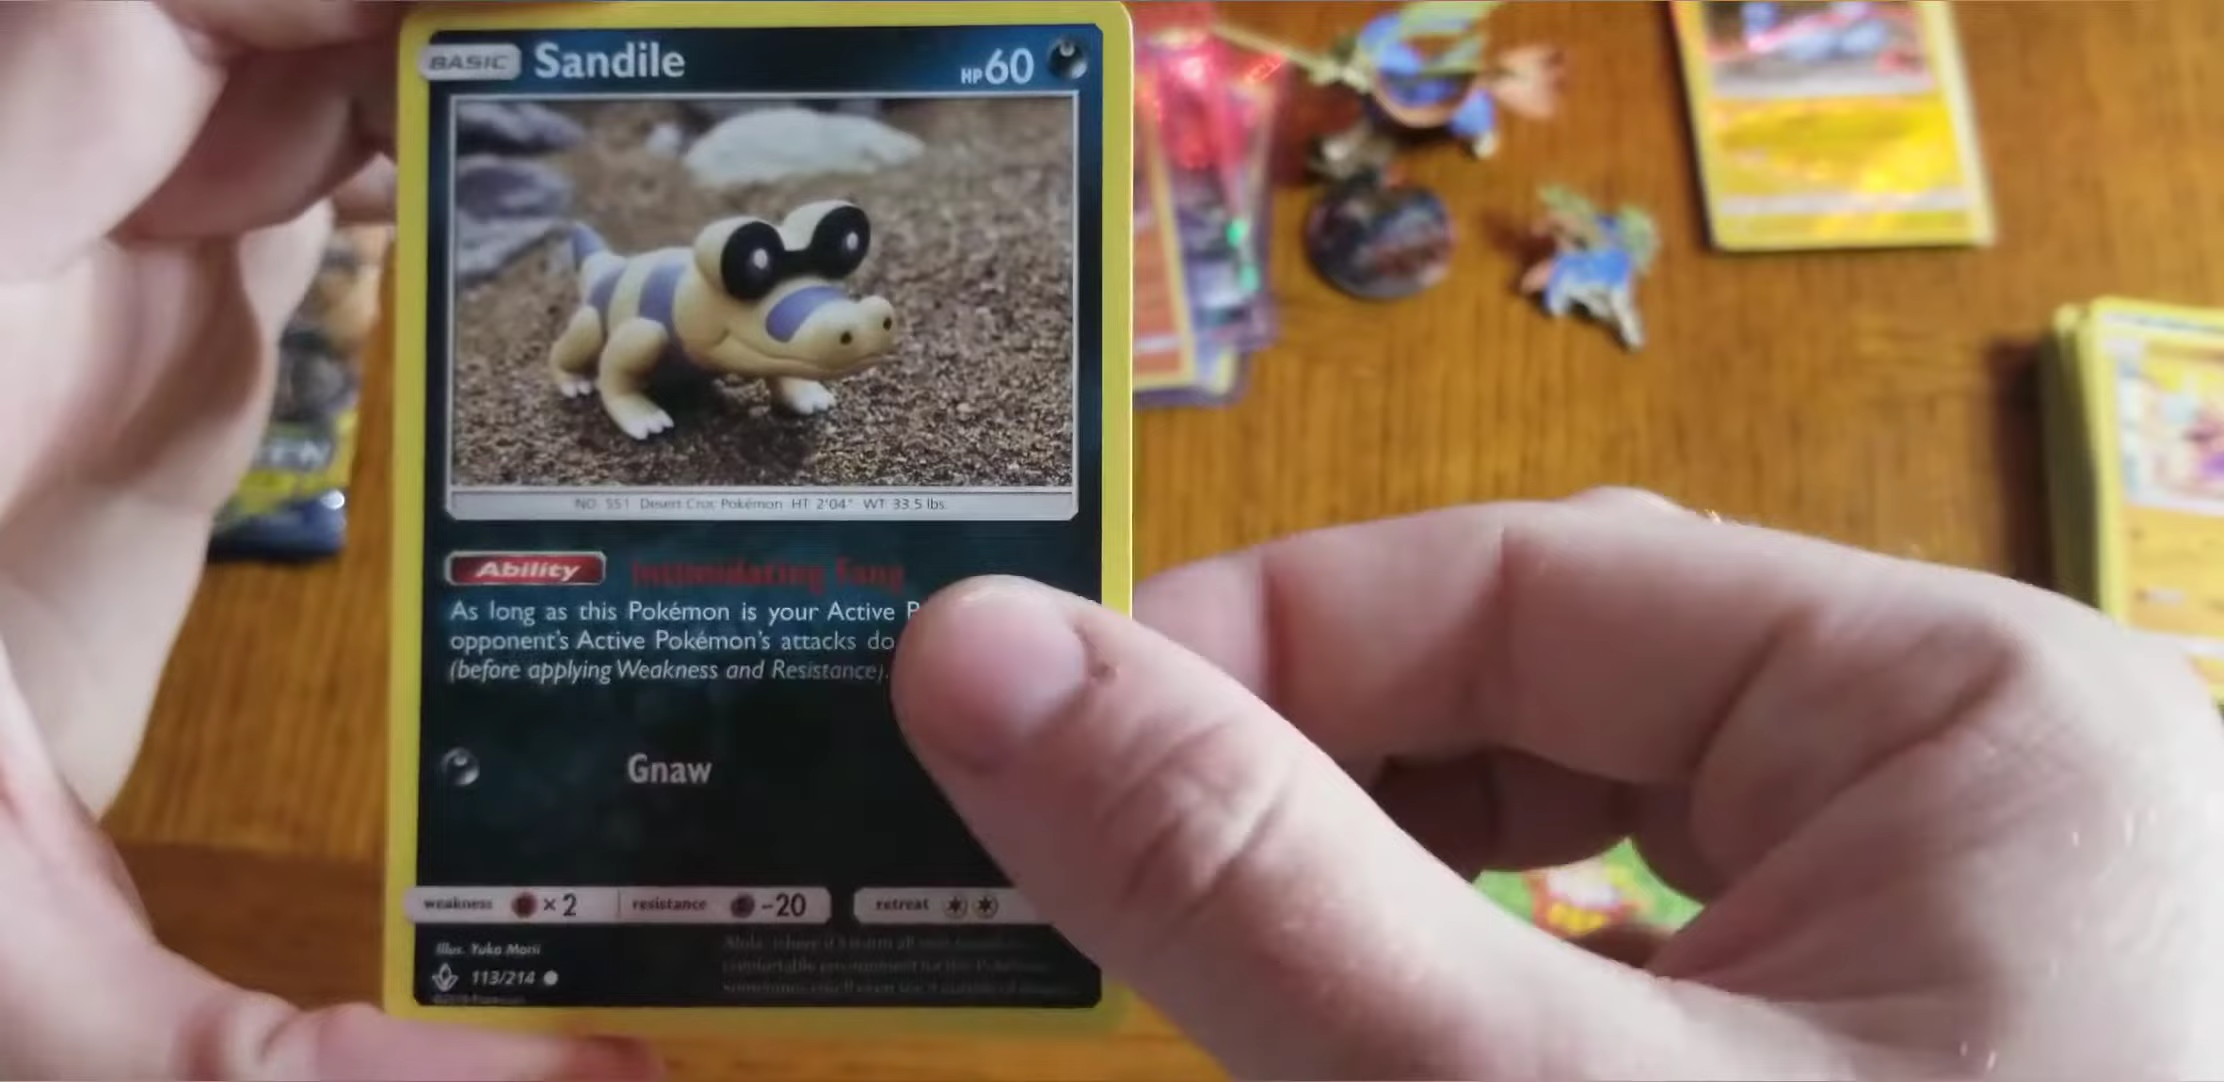 BASIC Sandile HP60
NO. 551 Desert Croc Pokémon HT 2'04" WT 33.5 lbs.
Ability Intimidating Fang
As long as this Pokémon is your Active P
opponent's Active Pokémon's attacks do
(before applying Weakness and Resistance).
Gnaw
weakness ×2 resistance -20 retreat
Illus. Yuka Morii
113/214